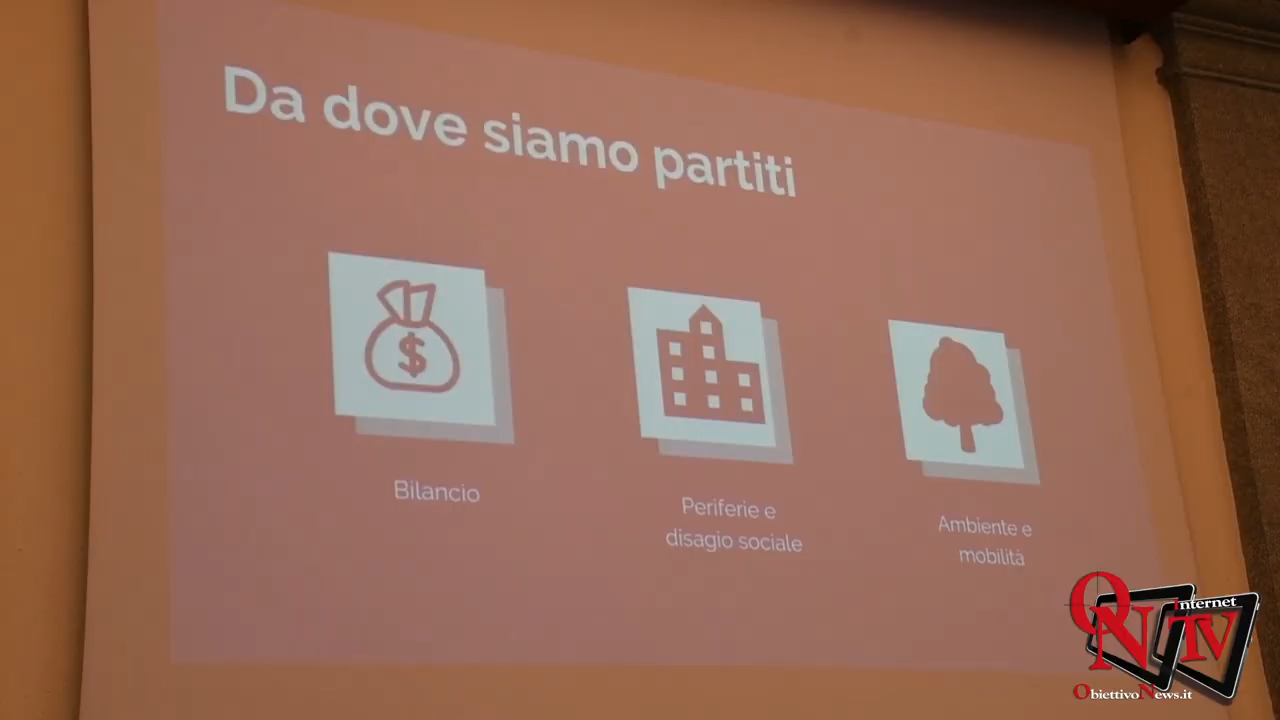 Da dove siamo partiti
$
Bilancio
Periferie e
disagio sociale
Ambiente e
mobilità
ON Internet TV
ObiettivoNews.it